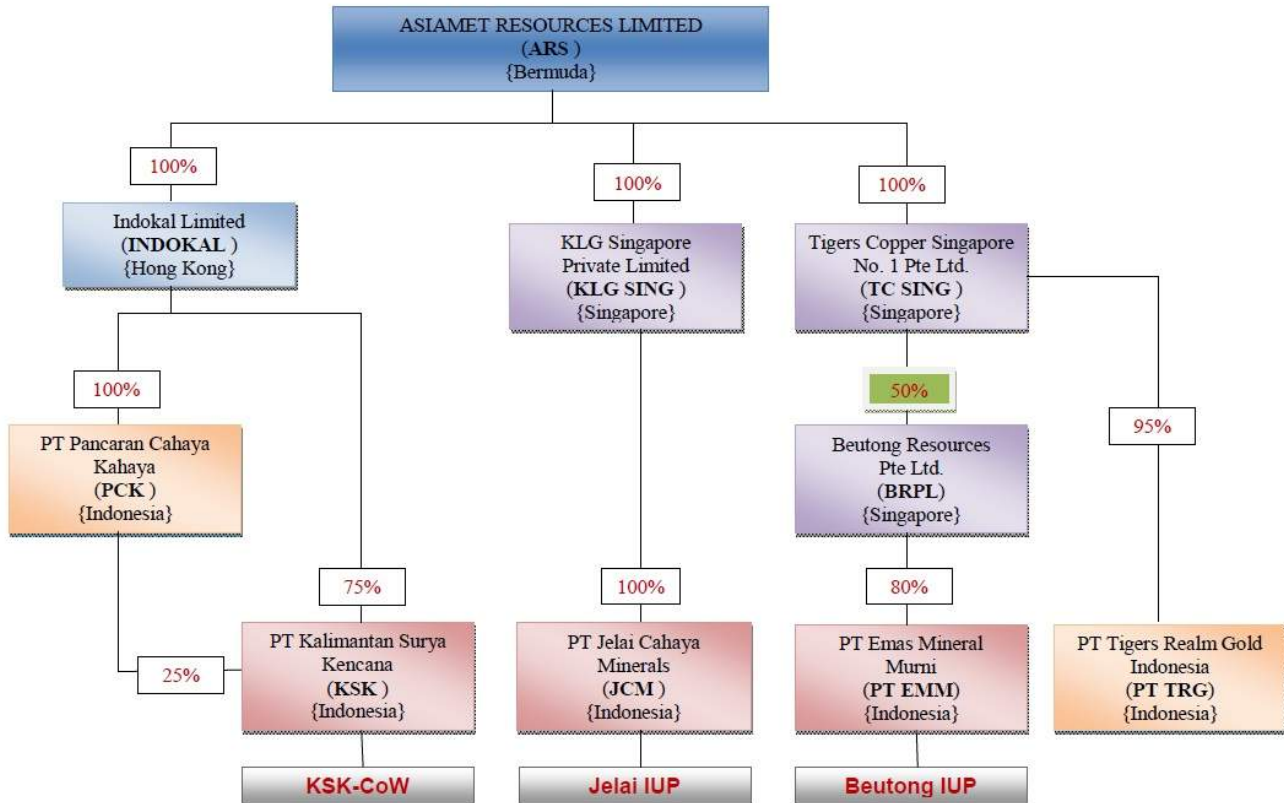 ASIAMET RESOURCES LIMITED
(ARS )
{Bermuda}
100%
100%
100%
Indokal Limited
(INDOKAL )
{Hong Kong}
KLG Singapore
Private Limited
(KLG SING )
{Singapore}
Tigers Copper Singapore
No. 1 Pte Ltd.
(TC SING )
{Singapore}
100%
50%
95%
PT Pancaran Cahaya
Kahaya
(PCK )
{Indonesia}
Beutong Resources
Pte Ltd.
(BRPL)
{Singapore}
75%
100%
80%
25%
PT Kalimantan Surya
Kencana
(KSK )
{Indonesia}
PT Jelai Cahaya
Minerals
(JCM )
{Indonesia}
PT Emas Mineral
Murni
(PT EMM)
{Indonesia}
PT Tigers Realm Gold
Indonesia
(PT TRG)
{Indonesia}
KSK-CoW
Jelai IUP
Beutong IUP